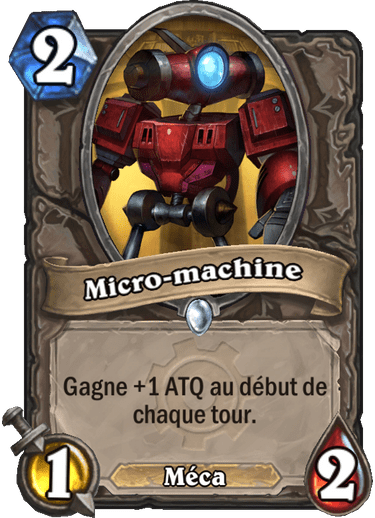 2
Micro-machine
Gagne +1 ATQ au début de
chaque tour.
1
Méca
2